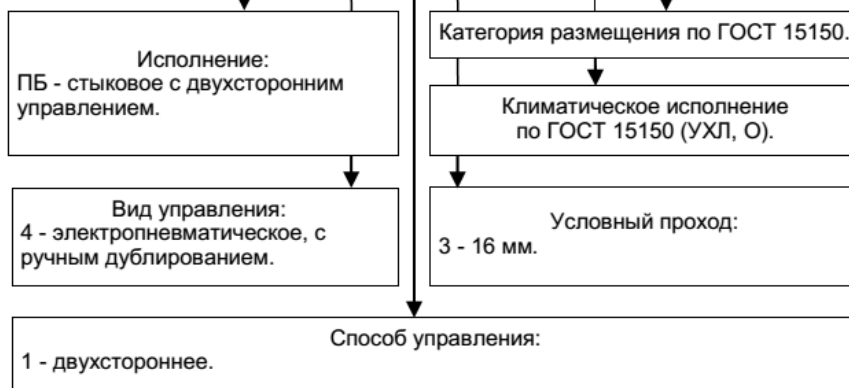 Исполнение:
ПБ - стыковое с двухсторонним
управлением.
Категория размещения по ГОСТ 15150.
Климатическое исполнение
по ГОСТ 15150 (УХЛ, О).
Вид управления:
4 - электропневматическое, с
ручным дублированием.
Условный проход:
3 - 16 мм.
Способ управления:
1 - двухстороннее.